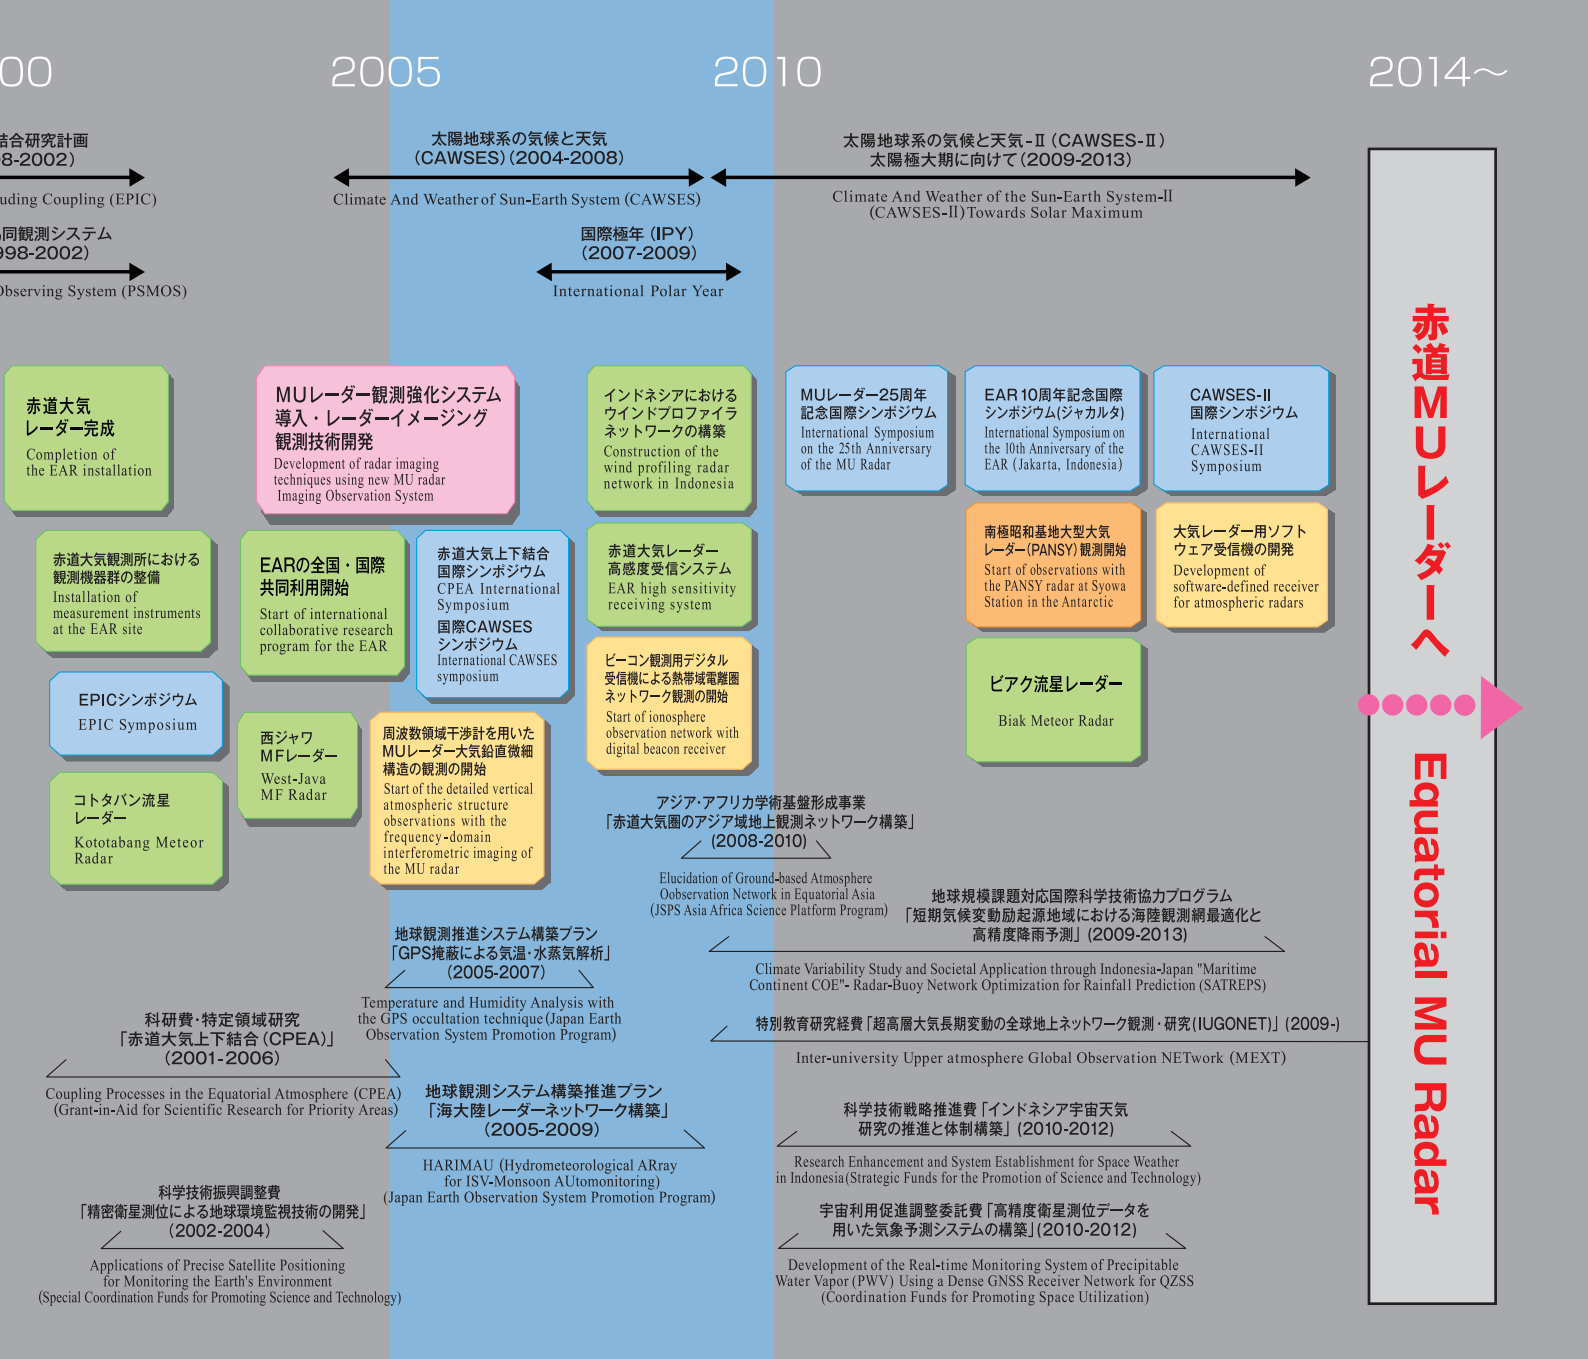 00
2005
2010
2014～
結合研究計画
8-2002）
uding Coupling (EPIC)
同観測システム
98-2002）
Observing System (PSMOS)
太陽地球系の気候と天気
（CAWSES）（2004-2008）
Climate And Weather of Sun-Earth System (CAWSES)
国際極年（IPY）
（2007-2009）
International Polar Year
太陽地球系の気候と天気-Ⅱ（CAWSES-Ⅱ）
太陽極大期に向けて（2009-2013）
Climate And Weather of the Sun-Earth System-II
(CAWSES-II) Towards Solar Maximum
赤道大気
レーダー完成
Completion of
the EAR installation
MUレーダー観測強化システム
導入・レーダーイメージング
観測技術開発
Development of radar imaging
techniques using new MU radar
Imaging Observation System
インドネシアにおける
ウインドプロファイラ
ネットワークの構築
Construction of the
wind profiling radar
network in Indonesia
MUレーダー25周年
記念国際シンポジウム
International Symposium
on the 25th Anniversary
of the MU Radar
EAR 10周年記念国際
シンポジウム(ジャカルタ)
International Symposium on
the 10th Anniversary of the
EAR (Jakarta, Indonesia)
CAWSES-II
国際シンポジウム
International
CAWSES-II
Symposium
赤道大気観測所における
観測機器群の整備
Installation of
measurement instruments
at the EAR site
EARの全国・国際
共同利用開始
Start of international
collaborative research
program for the EAR
赤道大気上下結合
国際シンポジウム
CPEA International
Symposium
国際CAWSES
シンポジウム
International CAWSES
symposium
赤道大気レーダー
高感度受信システム
EAR high sensitivity
receiving system
南極昭和基地大型大気
レーダー(PANSY)観測開始
Start of observations with
the PANSY radar at Syowa
Station in the Antarctic
大気レーダー用ソフト
ウェア受信機の開発
Development of
software-defined receiver
for atmospheric radars
EPICシンポジウム
EPIC Symposium
西ジャワ
MFレーダー
West-Java
MF Radar
周波数領域干渉計を用いた
MUレーダー大気鉛直微細
構造の観測の開始
Start of the detailed vertical
atmospheric structure
observations with the
frequency-domain
interferometric imaging of
the MU radar
ビーコン観測用デジタル
受信機による熱帯域電離圏
ネットワーク観測の開始
Start of ionosphere
observation network with
digital beacon receiver
ビアク流星レーダー
Biak Meteor Radar
コトタバン流星
レーダー
Kototabang Meteor
Radar
アジア・アフリカ学術基盤形成事業
「赤道大気圏のアジア域地上観測ネットワーク構築」
（2008-2010）
Elucidation of Ground-based Atmosphere
Oobservation Network in Equatorial Asia
(JSPS Asia Africa Science Platform Program)
地球規模課題対応国際科学技術協力プログラム
「短期気候変動励起源地域における海陸観測網最適化と
高精度降雨予測」（2009-2013）
Climate Variability Study and Societal Application through Indonesia-Japan "Maritime
Continent COE"- Radar-Buoy Network Optimization for Rainfall Prediction (SATREPS)
地球観測推進システム構築プラン
「GPS掩蔽による気温・水蒸気解析」
（2005-2007）
Temperature and Humidity Analysis with
the GPS occultation technique (Japan Earth
Observation System Promotion Program)
特別教育研究経費「超高層大気長期変動の全球地上ネットワーク観測・研究(IUGONET)」(2009-)
Inter-university Upper atmosphere Global Observation NETwork (MEXT)
科研費・特定領域研究
「赤道大気上下結合（CPEA）」
（2001-2006）
Coupling Processes in the Equatorial Atmosphere (CPEA)
(Grant-in-Aid for Scientific Research for Priority Areas)
地球観測システム構築推進プラン
「海大陸レーダーネットワーク構築」
（2005-2009）
HARIMAU (Hydrometeorological ARray
for ISV-Monsoon AUtomonitoring)
(Japan Earth Observation System Promotion Program)
科学技術戦略推進費「インドネシア宇宙天気
研究の推進と体制構築」(2010-2012)
Research Enhancement and System Establishment for Space Weather
in Indonesia(Strategic Funds for the Promotion of Science and Technology)
科学技術振興調整費
「精密衛星測位による地球環境監視技術の開発」
（2002-2004）
Applications of Precise Satellite Positioning
for Monitoring the Earth's Environment
(Special Coordination Funds for Promoting Science and Technology)
宇宙利用促進調整委託費「高精度衛星測位データを
用いた気象予測システムの構築」(2010-2012)
Development of the Real-time Monitoring System of Precipitable
Water Vapor (PWV) Using a Dense GNSS Receiver Network for QZSS
(Coordination Funds for Promoting Space Utilization)
赤道MUレーダーへ
Equatorial MU Radar